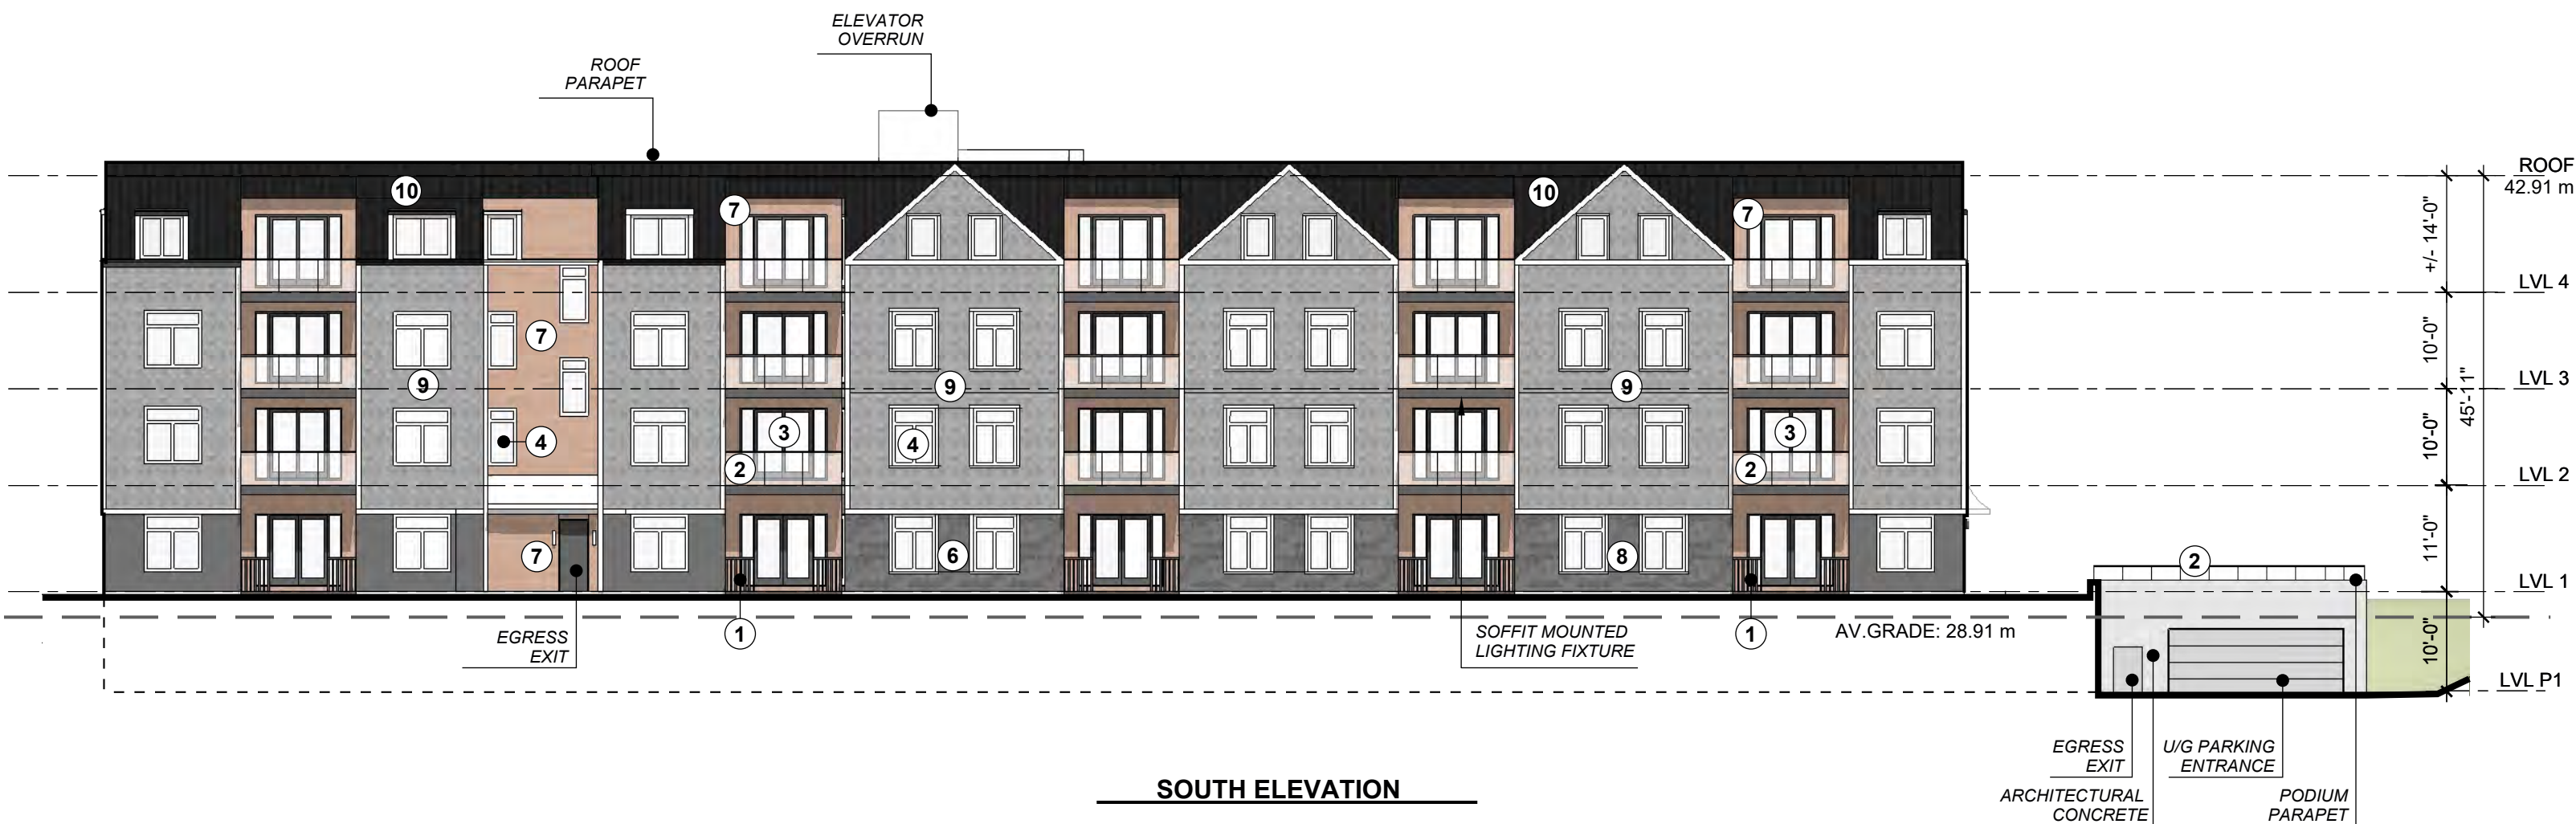 ELEVATOR
OVERRUN
ROOF
PARAPET
ROOF
42.91 m
10
10
7
7
+/- 14'-0"
LVL 4
7
10'-0"
9
9
9
LVL 3
45'-11"
4
3
4
3
10'-0"
2
2
LVL 2
7
6
8
11'-0"
2
LVL 1
1
1
EGRESS
EXIT
SOFFIT MOUNTED
LIGHTING FIXTURE
AV.GRADE: 28.91 m
10'-0"
LVL P1
EGRESS
EXIT
U/G PARKING
ENTRANCE
ARCHITECTURAL
CONCRETE
PODIUM
PARAPET
SOUTH ELEVATION